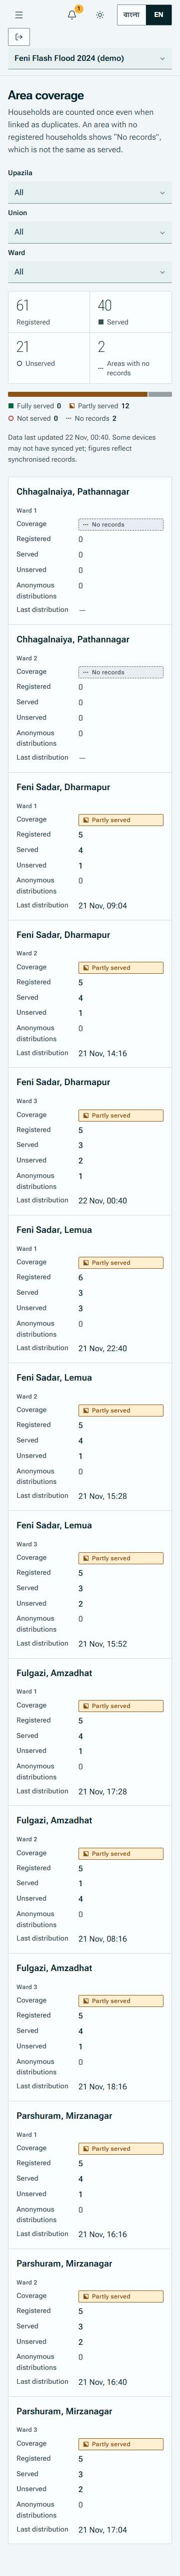 1
বাংলা
EN
Feni Flash Flood 2024 (demo)
Area coverage
Households are counted once even when
linked as duplicates. An area with no
registered households shows "No records",
which is not the same as served.
Upazila
All
Union
All
Ward
All
61
Registered
40
Served
21
Unserved
2
Areas with no
records
Fully served 0
Partly served 12
Not served 0
No records 2
Data last updated 22 Nov, 00:40. Some devices
may not have synced yet; figures reflect
synchronised records.
Chhagalnaiya, Pathannagar
Ward 1
Coverage No records
Registered 0
Served 0
Unserved 0
Anonymous
distributions 0
Last distribution —
Chhagalnaiya, Pathannagar
Ward 2
Coverage No records
Registered 0
Served 0
Unserved 0
Anonymous
distributions 0
Last distribution —
Feni Sadar, Dharmapur
Ward 1
Coverage Partly served
Registered 5
Served 4
Unserved 1
Anonymous
distributions 0
Last distribution 21 Nov, 09:04
Feni Sadar, Dharmapur
Ward 2
Coverage Partly served
Registered 5
Served 4
Unserved 1
Anonymous
distributions 0
Last distribution 21 Nov, 14:16
Feni Sadar, Dharmapur
Ward 3
Coverage Partly served
Registered 5
Served 3
Unserved 2
Anonymous
distributions 1
Last distribution 22 Nov, 00:40
Feni Sadar, Lemua
Ward 1
Coverage Partly served
Registered 6
Served 3
Unserved 3
Anonymous
distributions 0
Last distribution 21 Nov, 22:40
Feni Sadar, Lemua
Ward 2
Coverage Partly served
Registered 5
Served 4
Unserved 1
Anonymous
distributions 0
Last distribution 21 Nov, 15:28
Feni Sadar, Lemua
Ward 3
Coverage Partly served
Registered 5
Served 3
Unserved 2
Anonymous
distributions 0
Last distribution 21 Nov, 15:52
Fulgazi, Amzadhat
Ward 1
Coverage Partly served
Registered 5
Served 4
Unserved 1
Anonymous
distributions 0
Last distribution 21 Nov, 17:28
Fulgazi, Amzadhat
Ward 2
Coverage Partly served
Registered 5
Served 1
Unserved 4
Anonymous
distributions 0
Last distribution 21 Nov, 08:16
Fulgazi, Amzadhat
Ward 3
Coverage Partly served
Registered 5
Served 4
Unserved 1
Anonymous
distributions 0
Last distribution 21 Nov, 18:16
Parshuram, Mirzanagar
Ward 1
Coverage Partly served
Registered 5
Served 4
Unserved 1
Anonymous
distributions 0
Last distribution 21 Nov, 16:16
Parshuram, Mirzanagar
Ward 2
Coverage Partly served
Registered 5
Served 3
Unserved 2
Anonymous
distributions 0
Last distribution 21 Nov, 16:40
Parshuram, Mirzanagar
Ward 3
Coverage Partly served
Registered 5
Served 3
Unserved 2
Anonymous
distributions 0
Last distribution 21 Nov, 17:04